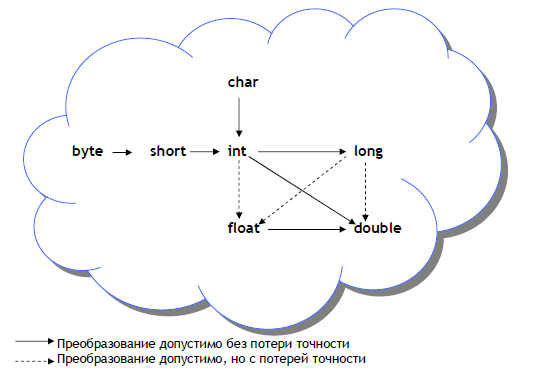 char
byte short int long
float double
Преобразование допустимо без потери точности
Преобразование допустимо, но с потерей точности